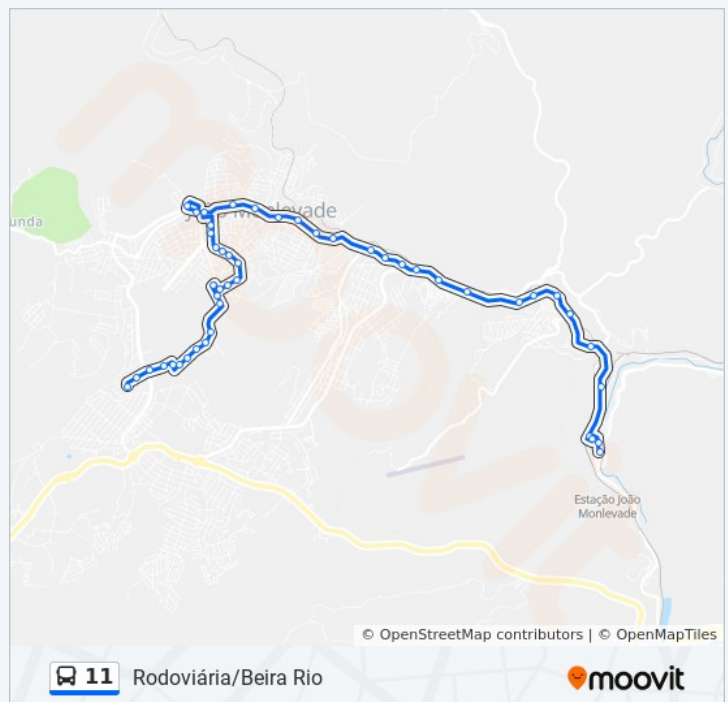 João Monlevade
unda
Estação João
Monlevade
© OpenStreetMap contributors | © OpenMapTiles
11 Rodoviária/Beira Rio
moovit